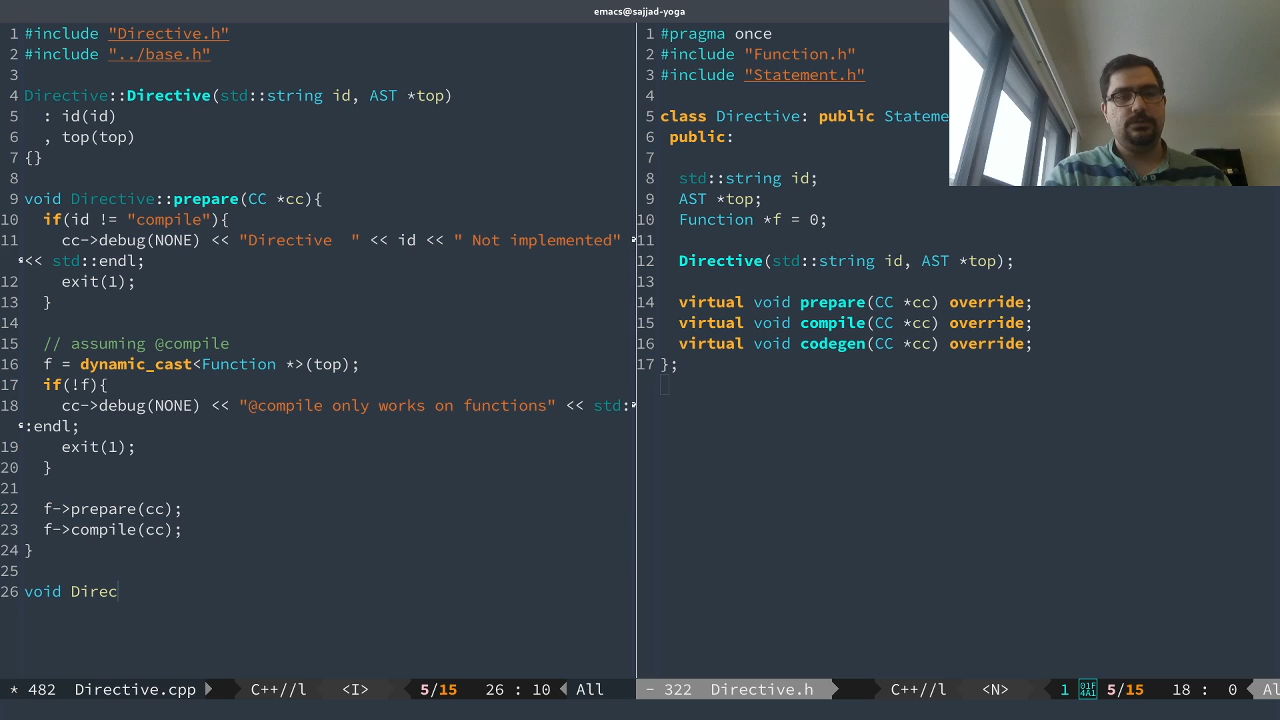 emacs@sajjad-yoga
1 #include "Directive.h"
2 #include "../base.h"
3
4 Directive::Directive(std::string id, AST *top)
5   : id(id)
6   , top(top)
7 {}
8
9 void Directive::prepare(CC *cc){
10   if(id != "compile"){
11     cc->debug(NONE) << "Directive  " << id << " Not implemented"
<< std::endl;
12     exit(1);
13   }
14
15   // assuming @compile
16   f = dynamic_cast<Function *>(top);
17   if(!f){
18     cc->debug(NONE) << "@compile only works on functions" << std:
:endl;
19     exit(1);
20   }
21
22   f->prepare(cc);
23   f->compile(cc);
24 }
25
26 void Direc
* 482 Directive.cpp C++//l <I> 5/15 26 : 10 All
1 #pragma once
2 #include "Function.h"
3 #include "Statement.h"
4
5 class Directive: public Stateme
6  public:
7
8   std::string id;
9   AST *top;
10   Function *f = 0;
11
12   Directive(std::string id, AST *top);
13
14   virtual void prepare(CC *cc) override;
15   virtual void compile(CC *cc) override;
16   virtual void codegen(CC *cc) override;
17 };
- 322 Directive.h C++//l <N> 1 5/15 18 : 0 Al